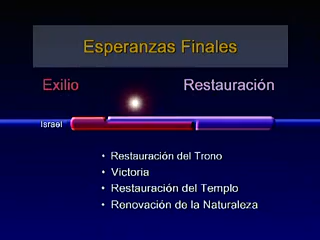 Esperanzas Finales
Exilio Restauración
Israel
• Restauración del Trono
• Victoria
• Restauración del Templo
• Renovación de la Naturaleza